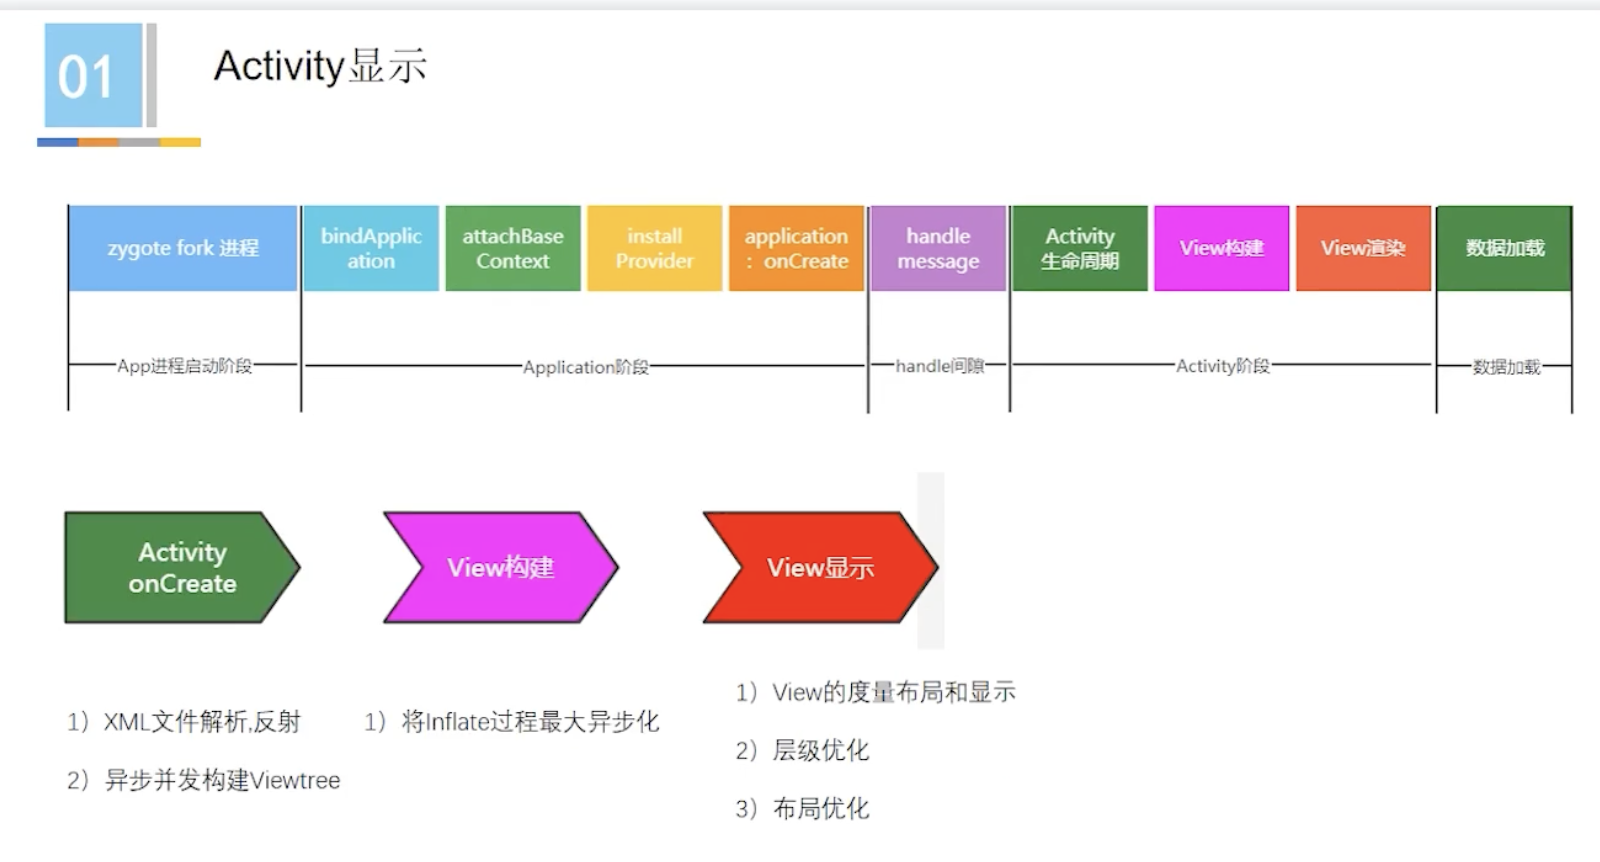 01
Activity显示
zygote fork 进程
bindApplic
ation
attachBase
Context
install
Provider
application
：onCreate
handle
message
Activity
生命周期
View构建
View渲染
数据加载
App进程启动阶段
Application阶段
handle间隙
Activity阶段
数据加载
Activity
onCreate
View构建
View显示
1）XML文件解析,反射
2）异步并发构建Viewtree
1）将Inflate过程最大异步化
1）View的度量布局和显示
2）层级优化
3）布局优化